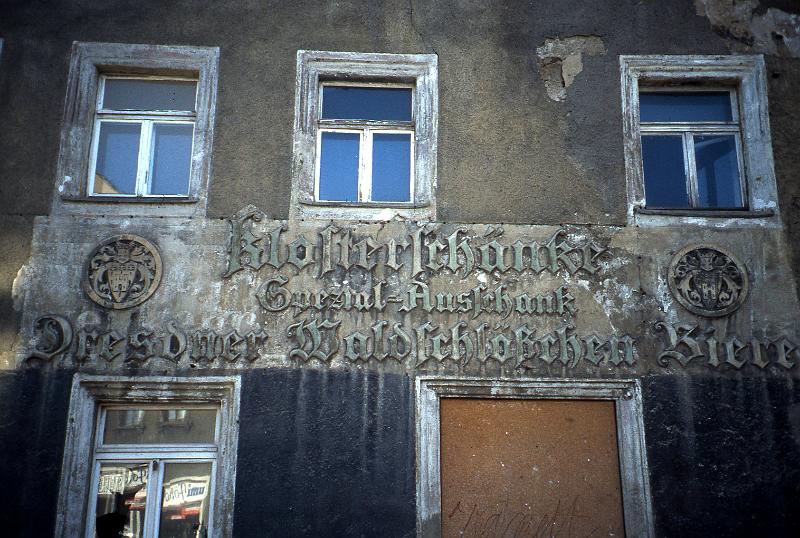 Klosterschänke
Spezial-Ausschank
Dresdner Waldschlößchen Biere